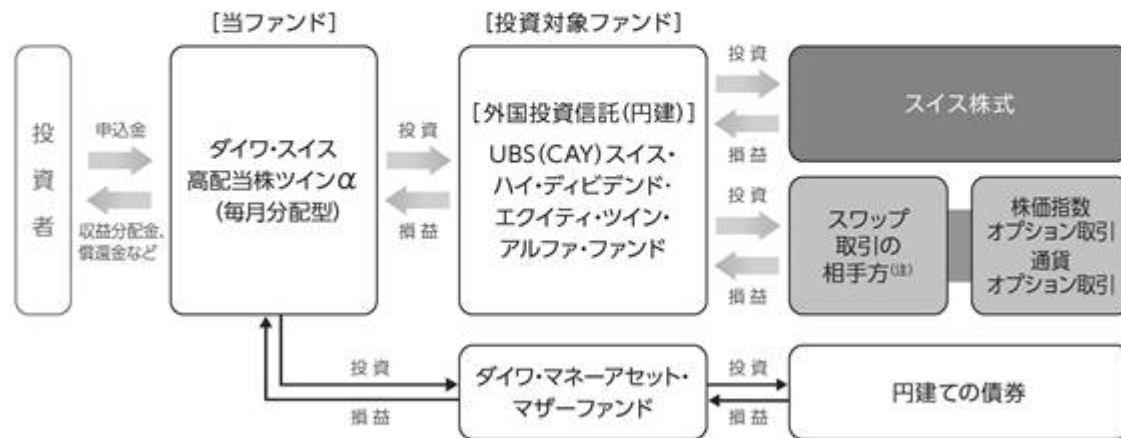 [当ファンド]
[投資対象ファンド]
投資者
申込金
収益分配金、
償還金など
ダイワ・スイス
高配当株ツインα
(毎月分配型)
投資
損益
[外国投資信託(円建)]
UBS(CAY)スイス・
ハイ・ディビデンド・
エクイティ・ツイン・
アルファ・ファンド
投資
損益
スイス株式
投資
損益
スワップ
取引の
相手方(注)
株価指数
オプション取引
通貨
オプション取引
投資
損益
ダイワ・マネーアセット・
マザーファンド
投資
損益
円建ての債券